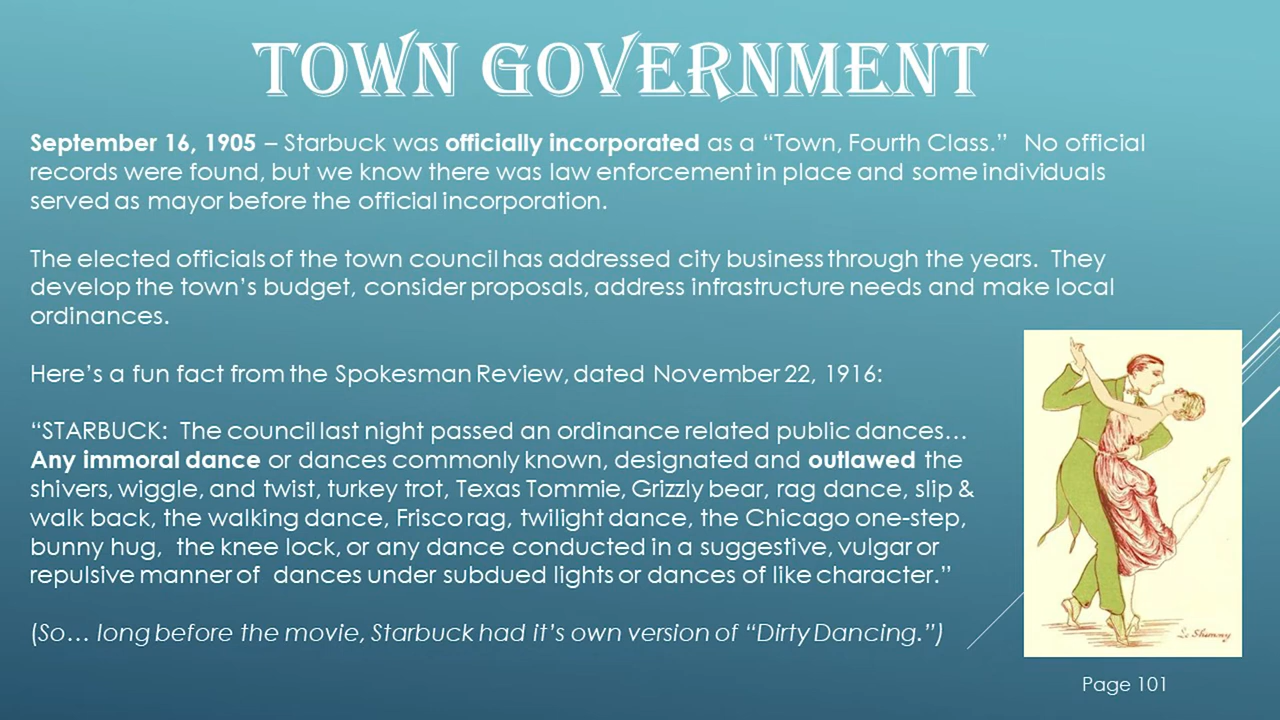 TOWN GOVERNMENT
September 16, 1905 – Starbuck was officially incorporated as a “Town, Fourth Class.”  No official
records were found, but we know there was law enforcement in place and some individuals
served as mayor before the official incorporation.
The elected officials of the town council has addressed city business through the years.  They
develop the town’s budget, consider proposals, address infrastructure needs and make local
ordinances.
Here’s a fun fact from the Spokesman Review, dated November 22, 1916:
“STARBUCK:  The council last night passed an ordinance related public dances…
Any immoral dance or dances commonly known, designated and outlawed the
shivers, wiggle, and twist, turkey trot, Texas Tommie, Grizzly bear, rag dance, slip &
walk back, the walking dance, Frisco rag, twilight dance, the Chicago one-step,
bunny hug,  the knee lock, or any dance conducted in a suggestive, vulgar or
repulsive manner of  dances under subdued lights or dances of like character.”
(So… long before the movie, Starbuck had it’s own version of “Dirty Dancing.”)
Page 101